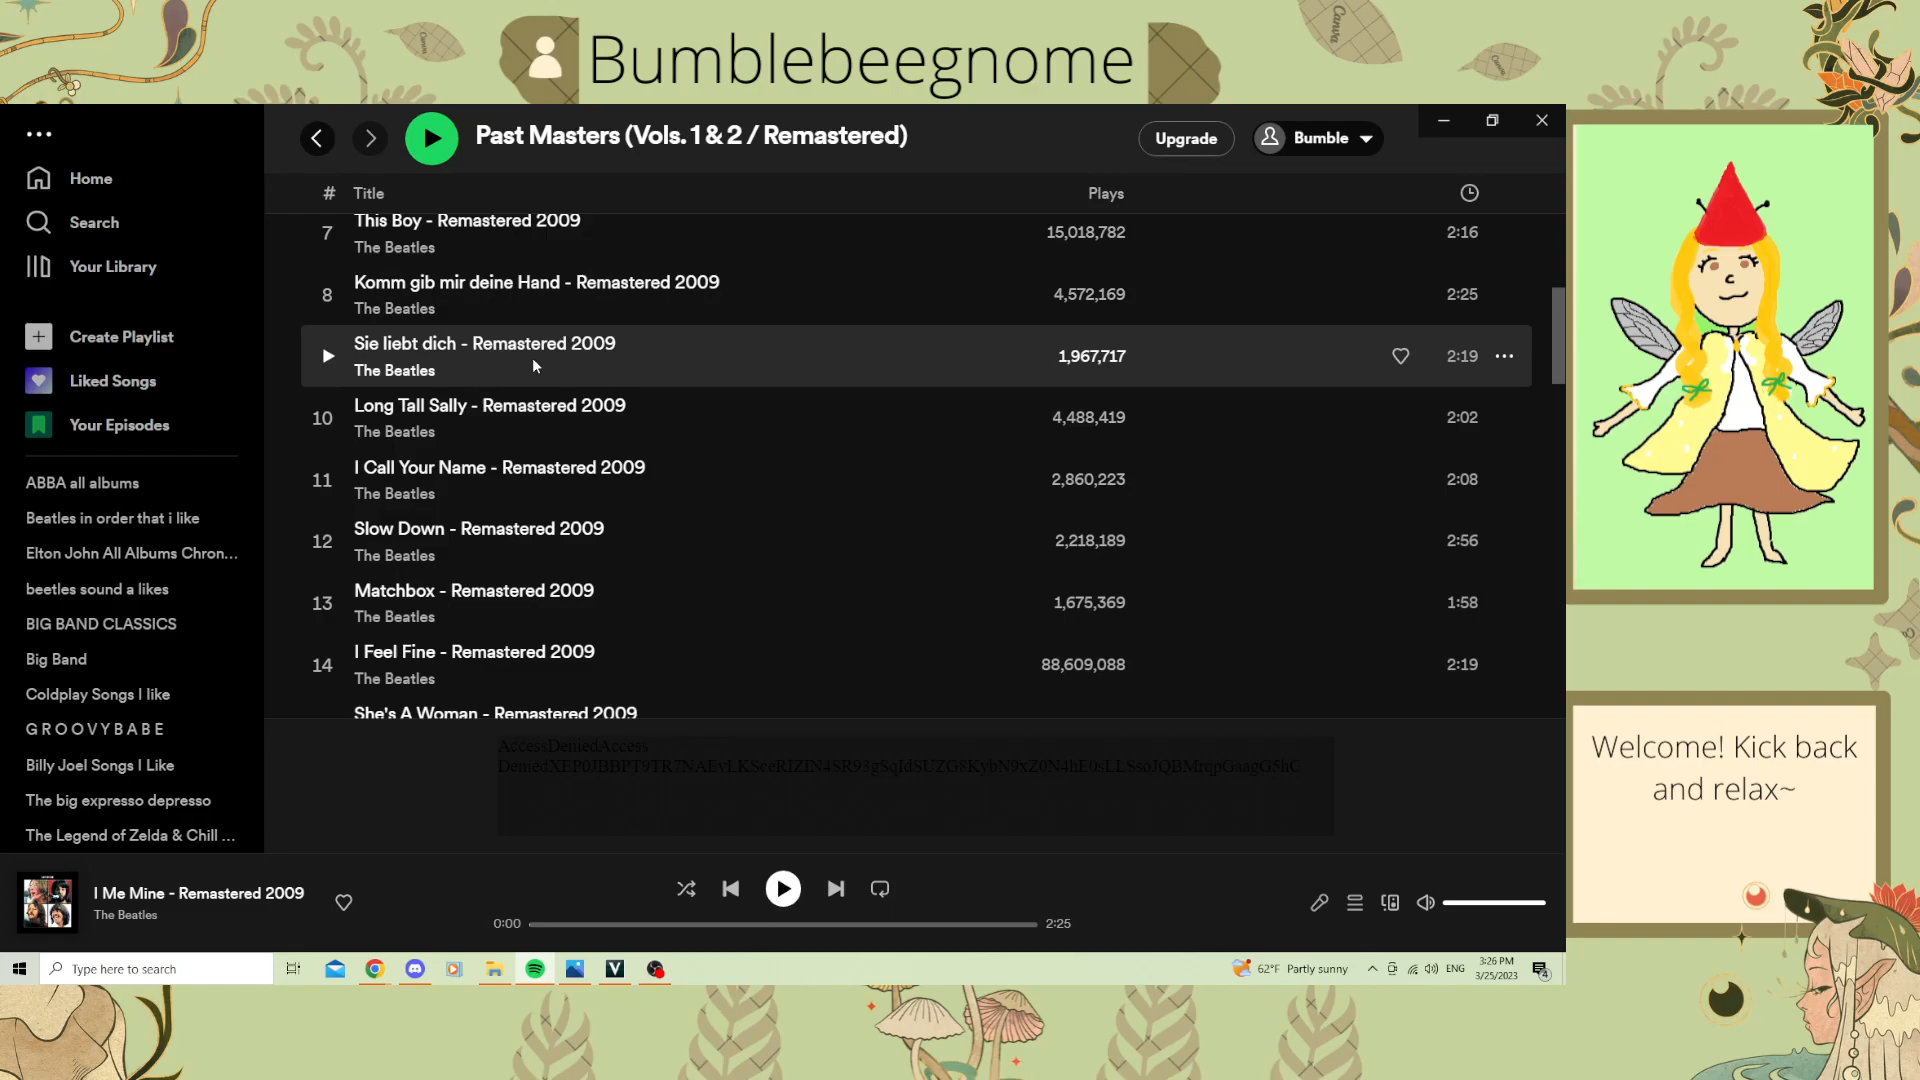 Bumblebeegnome
Canva
Canva
Past Masters (Vols. 1 & 2 / Remastered)
Upgrade
Bumble
Home
Search
Your Library
Create Playlist
Liked Songs
Your Episodes
ABBA all albums
Beatles in order that i like
Elton John All Albums Chron...
beetles sound a likes
BIG BAND CLASSICS
Big Band
Coldplay Songs I like
G R O O V Y B A B E
Billy Joel Songs I Like
The big expresso depresso
The Legend of Zelda & Chill ...
# Title Plays
7 This Boy - Remastered 2009 15,018,782 2:16
The Beatles
8 Komm gib mir deine Hand - Remastered 2009 4,572,169 2:25
The Beatles
Sie liebt dich - Remastered 2009 1,967,717 2:19
The Beatles
10 Long Tall Sally - Remastered 2009 4,488,419 2:02
The Beatles
11 I Call Your Name - Remastered 2009 2,860,223 2:08
The Beatles
12 Slow Down - Remastered 2009 2,218,189 2:56
The Beatles
13 Matchbox - Remastered 2009 1,675,369 1:58
The Beatles
14 I Feel Fine - Remastered 2009 88,609,088 2:19
The Beatles
She's A Woman - Remastered 2009
AccessDeniedAccess
I Me Mine - Remastered 2009
The Beatles
0:00 2:25
Type here to search
62°F Partly sunny ENG 3:26 PM
3/25/2023
4
Welcome! Kick back
and relax~